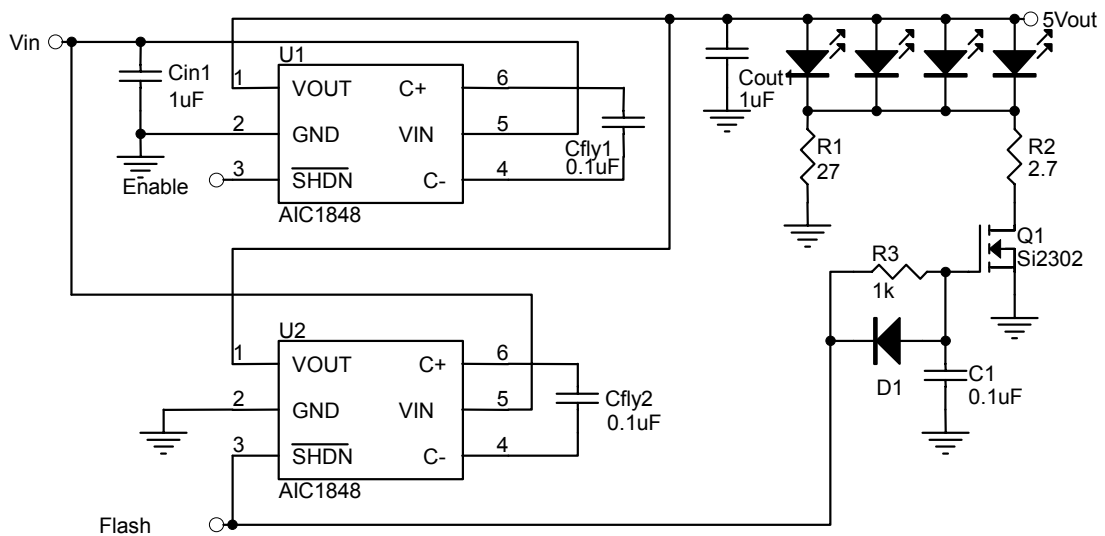 Vin
5Vout
Cin1
1uF
U1
1
VOUT
C+
6
2
GND
VIN
5
3
SHDN
C-
4
Enable
AIC1848
Cfly1
0.1uF
Cout1
1uF
R1
27
R2
2.7
Q1
Si2302
R3
1k
D1
C1
0.1uF
U2
1
VOUT
C+
6
2
GND
VIN
5
3
SHDN
C-
4
AIC1848
Cfly2
0.1uF
Flash